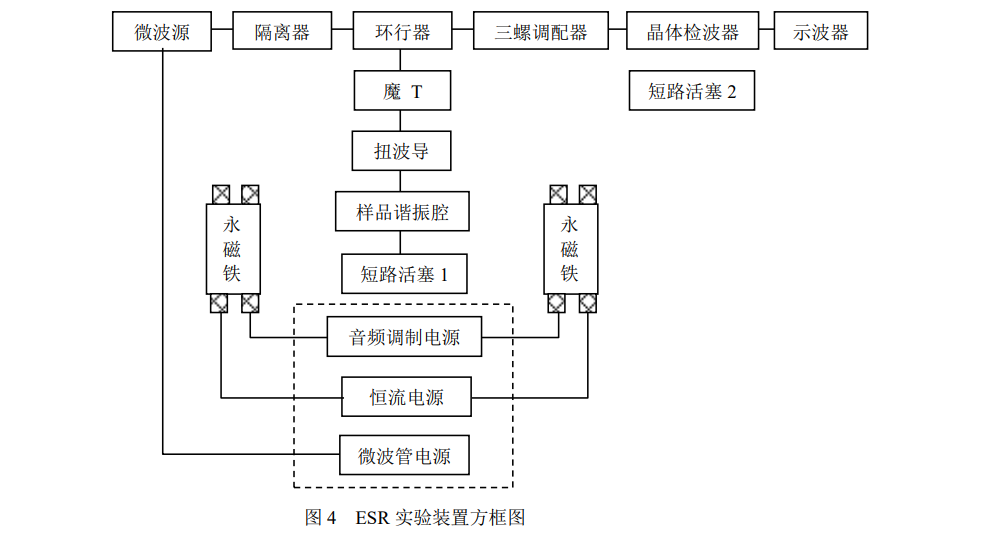 微波源
隔离器
环行器
三螺调配器
晶体检波器
示波器
魔 T
短路活塞 2
扭波导
样品谐振腔
永
磁
铁
永
磁
铁
短路活塞 1
音频调制电源
恒流电源
微波管电源
图 4 ESR 实验装置方框图